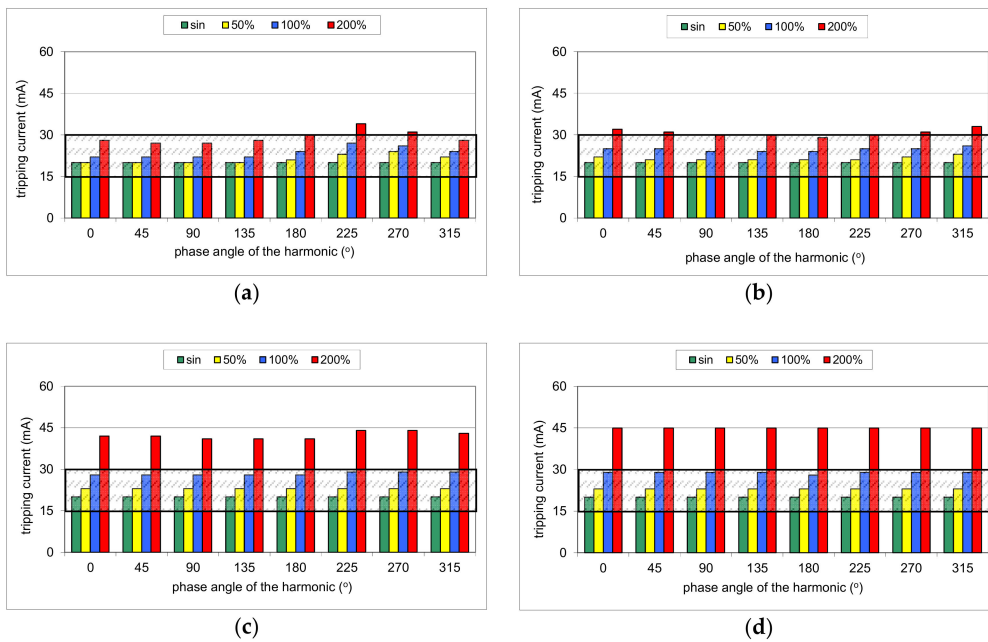 sin 50% 100% 200%
60
45
30
15
0
tripping current (mA)
0 45 90 135 180 225 270 315
phase angle of the harmonic (o)
(a)
sin 50% 100% 200%
60
45
30
15
0
tripping current (mA)
0 45 90 135 180 225 270 315
phase angle of the harmonic (o)
(b)
sin 50% 100% 200%
60
45
30
15
0
tripping current (mA)
0 45 90 135 180 225 270 315
phase angle of the harmonic (o)
(c)
sin 50% 100% 200%
60
45
30
15
0
tripping current (mA)
0 45 90 135 180 225 270 315
phase angle of the harmonic (o)
(d)